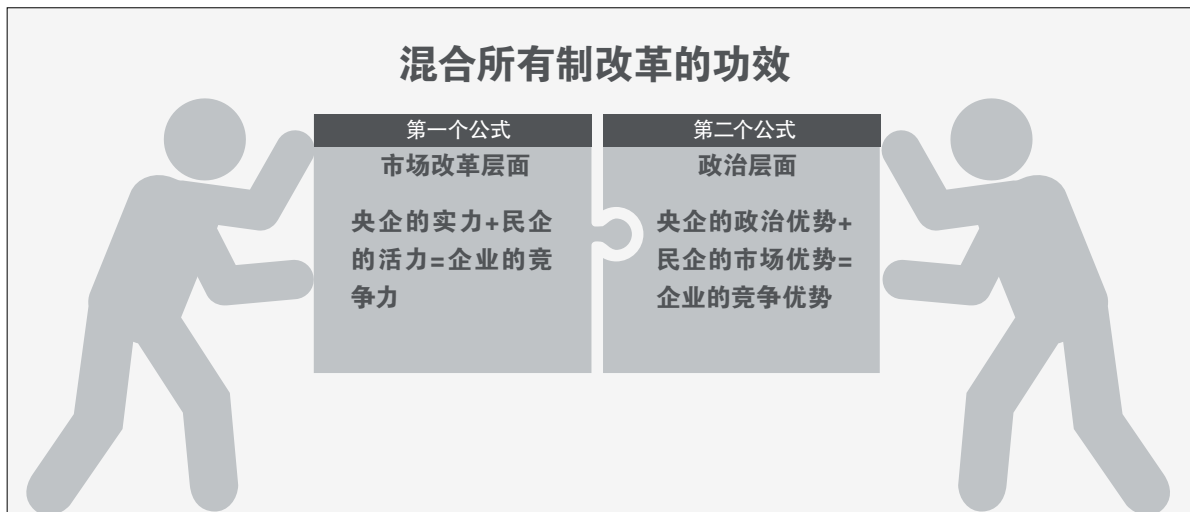 混合所有制改革的功效
第一个公式
市场改革层面
央企的实力+民企
的活力=企业的竞
争力
第二个公式
政治层面
央企的政治优势+
民企的市场优势=
企业的竞争优势